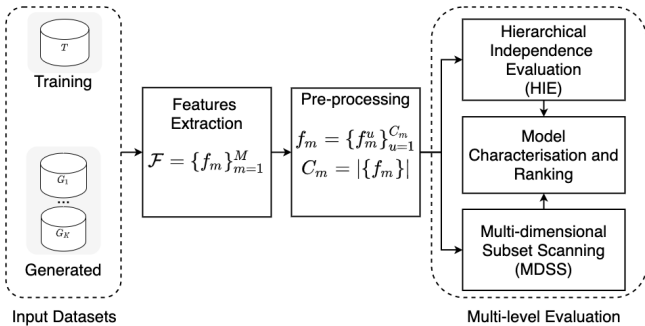 T
Training
G₁
...
G_K
Generated
Input Datasets
Features
Extraction
ℱ = {f_m}_{m=1}^{M}
Pre-processing
f_m = {f_m^u}_{u=1}^{C_m}
C_m = |{f_m}|
Hierarchical
Independence
Evaluation
(HIE)
Model
Characterisation and
Ranking
Multi-dimensional
Subset Scanning
(MDSS)
Multi-level Evaluation